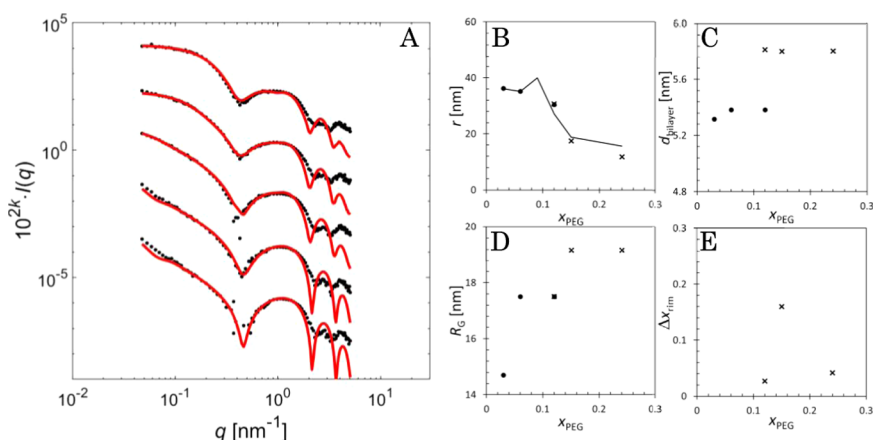 A
10^5
10^0
10^-5
10^2k·I(q)
10^-2
10^-1
10^0
10^1
q [nm^-1]
B
60
40
20
0
r [nm]
0
0.1
0.2
0.3
x_PEG
C
6.0
5.6
5.2
4.8
d_bilayer [nm]
0
0.1
0.2
0.3
x_PEG
D
20
18
16
14
R_G [nm]
0
0.1
0.2
0.3
x_PEG
E
0.3
0.2
0.1
0
Δx_rim
0
0.1
0.2
0.3
x_PEG